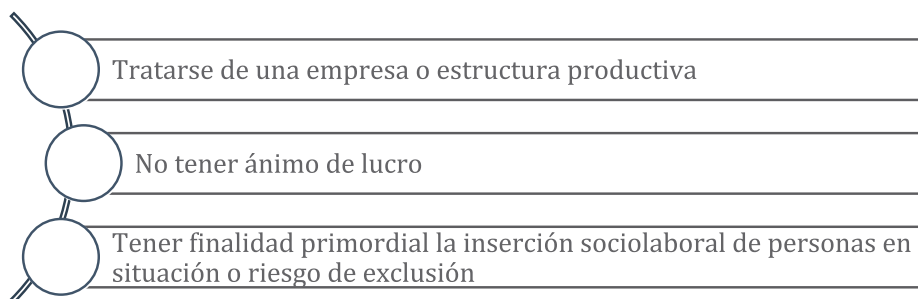 Tratarse de una empresa o estructura productiva
No tener ánimo de lucro
Tener finalidad primordial la inserción sociolaboral de personas en
situación o riesgo de exclusión